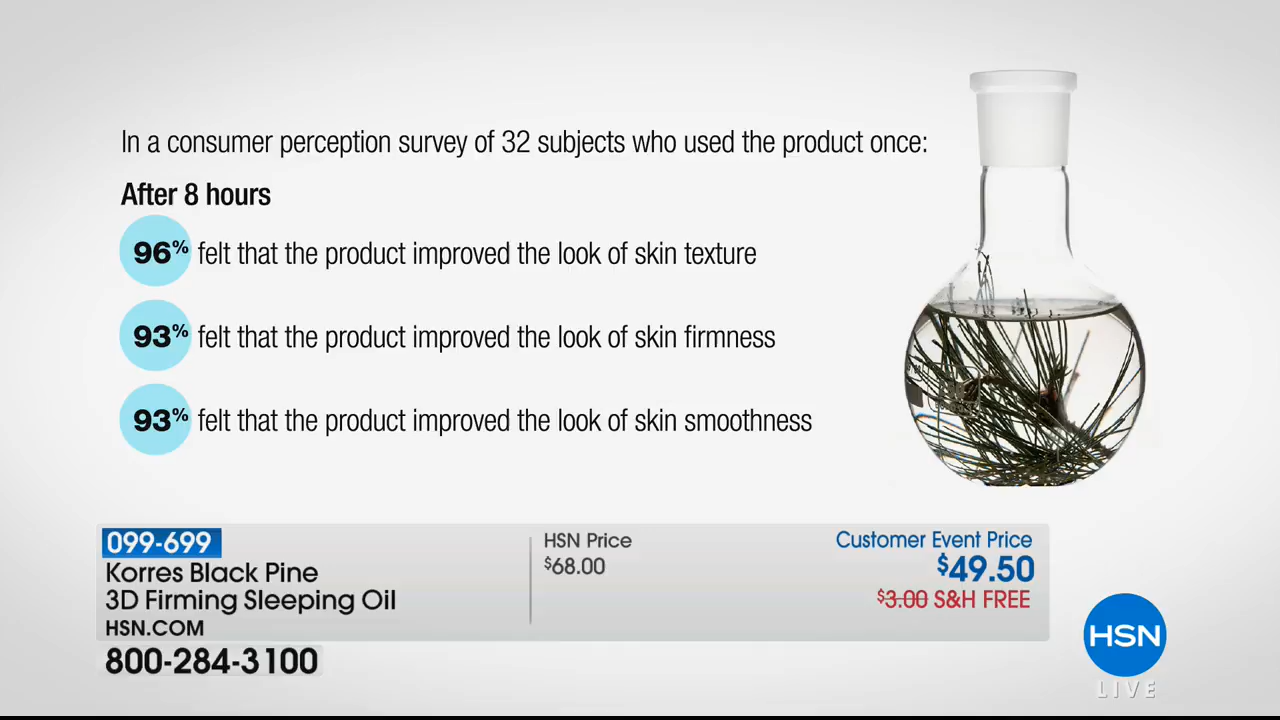 In a consumer perception survey of 32 subjects who used the product once:
After 8 hours
96% felt that the product improved the look of skin texture
93% felt that the product improved the look of skin firmness
93% felt that the product improved the look of skin smoothness
099-699
Korres Black Pine
3D Firming Sleeping Oil
HSN.COM
800-284-3100
HSN Price
$68.00
Customer Event Price
$49.50
$3.00 S&H FREE
HSN
LIVE